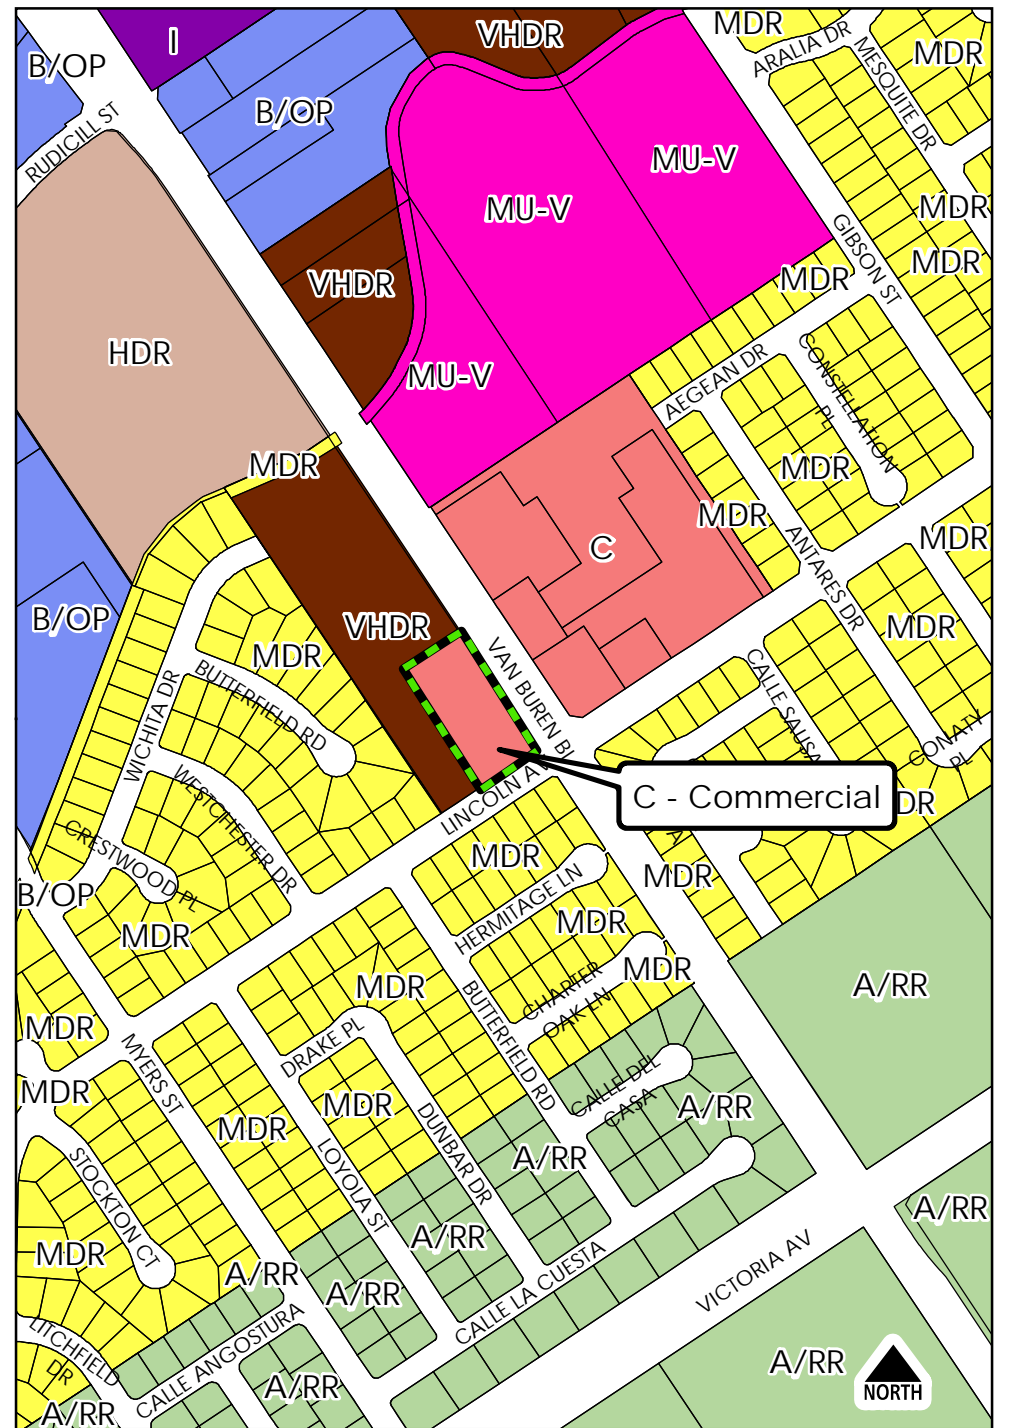 I
VHDR
MDR
B/OP
ARALIA DR
MESQUITE DR
MDR
B/OP
RUDICILL ST
MU-V
MU-V
MDR
GIBSON ST
MDR
VHDR
MDR
HDR
MU-V
AEGEAN DR
CONSTELLATION
PL
MDR
MDR
MDR
C
ANTARES DR
MDR
B/OP
VHDR
MDR
MDR
VAN BUREN BL
CALLE SAUSA
WICHITA DR
BUTTERFIELD RD
CONATY
PL
LINCOLN AV
C - Commercial
DR
WESTCHESTER DR
A
CRESTWOOD PL
MDR
MDR
B/OP
HERMITAGE LN
MDR
MDR
MDR
CHARTER
OAK LN
MDR
A/RR
BUTTERFIELD RD
MDR
MYERS ST
DRAKE PL
MDR
CALLE DEL
CASA
MDR
MDR
A/RR
LOYOLA ST
DUNBAR DR
A/RR
STOCKTON CT
A/RR
MDR
A/RR
CALLE LA CUESTA
A/RR
A/RR
VICTORIA AV
LITCHFIELD
DR
CALLE ANGOSTURA
A/RR
A/RR
A/RR
NORTH